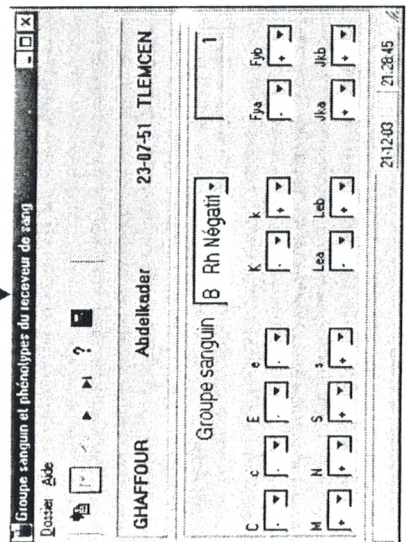 Groupe sanguin et phénotypes du receveur de sang
Dossier Aide
?
GHAFFOUR Abdelkader 23-07-51 TLEMCEN
Groupe sanguin B Rh Négatif 1
C c E e K k Fya Fyb
- - - - - + - +
M N S s Lea Leb Jka Jkb
+ + + + - + + +
21-12-03 21:28:45